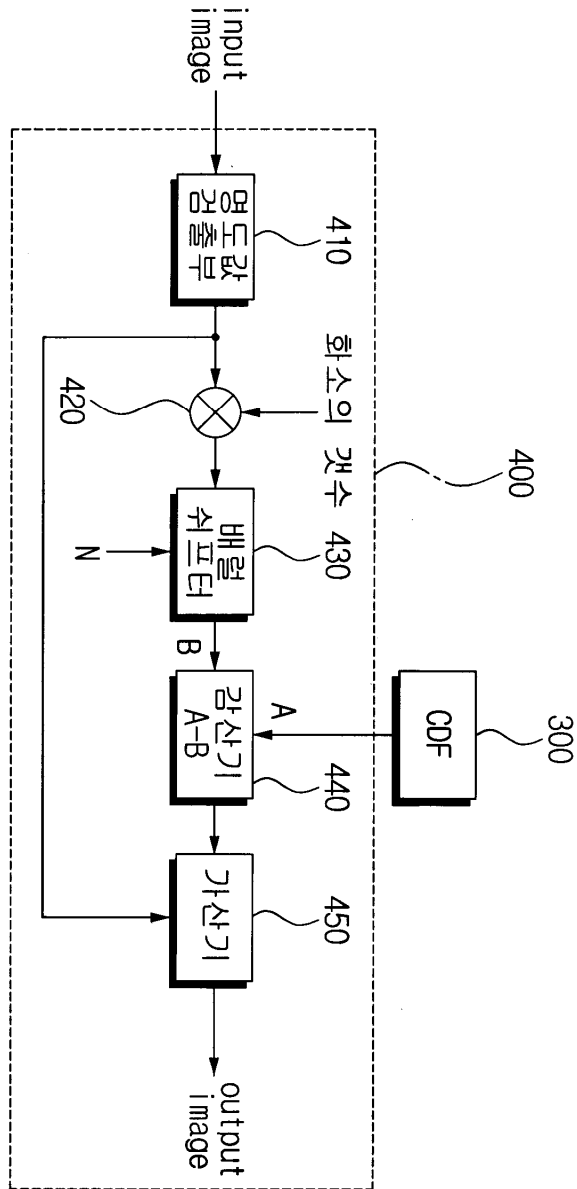 300
CDF
400
input
image
410
명도값
검출부
화소의 갯수
420
430
배럴
쉬프터
N
B
A
440
감산기
A-B
450
가산기
output
image